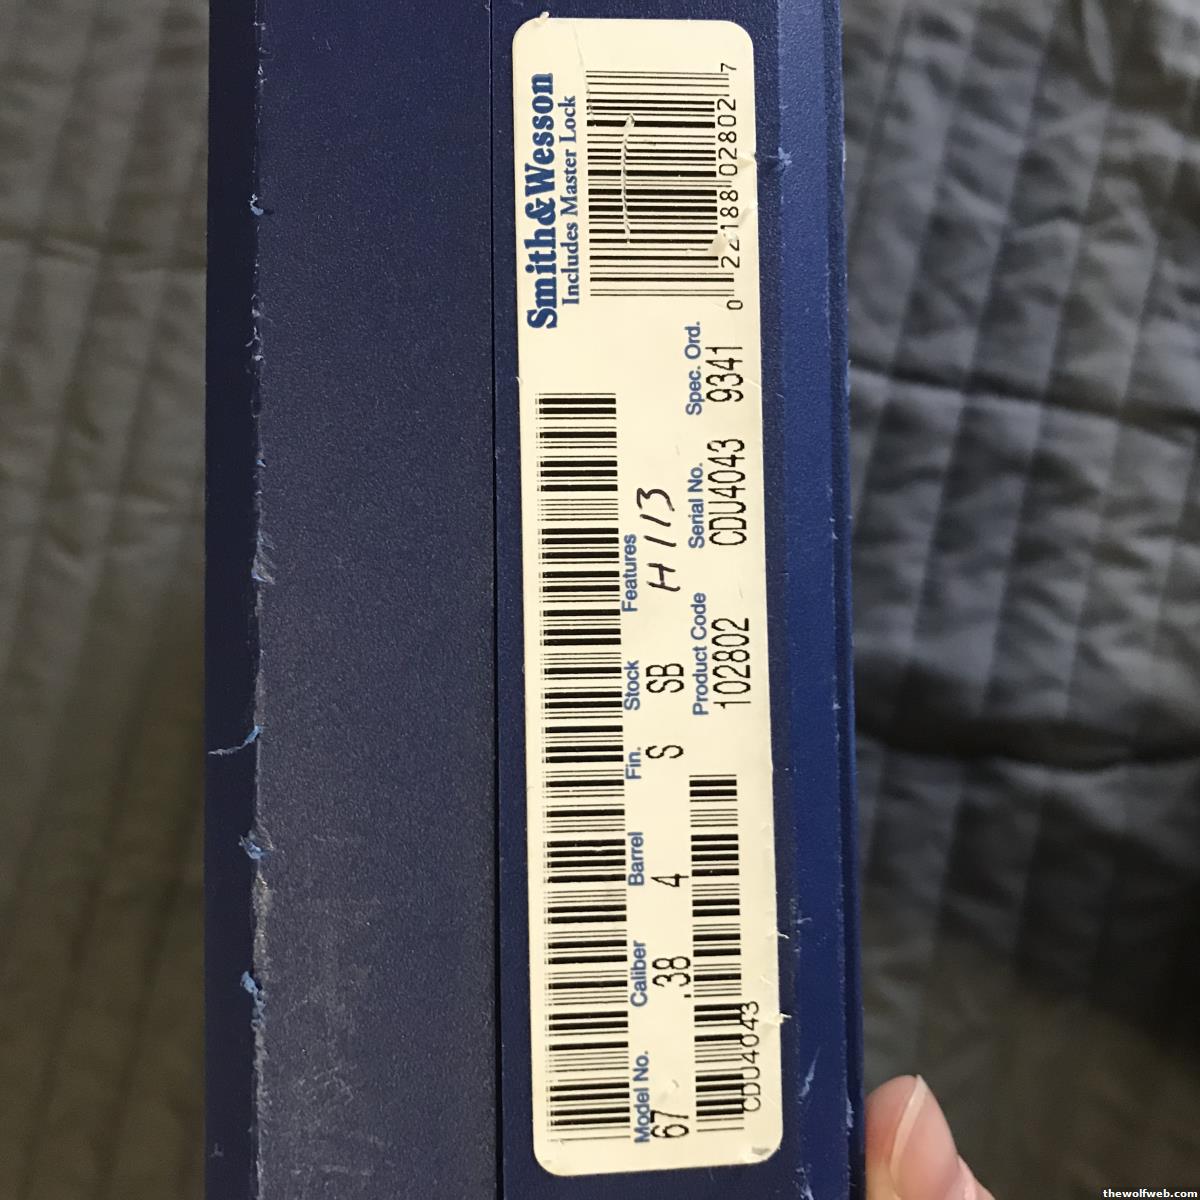 Smith&Wesson
Includes Master Lock
0 22188 02802 7
Model No. Caliber Barrel Fin. Stock Features
67 .38 4 S SB H113
Product Code Serial No. Spec. Ord.
102802 CDU4043 9341
CDU4043
thewolfweb.com